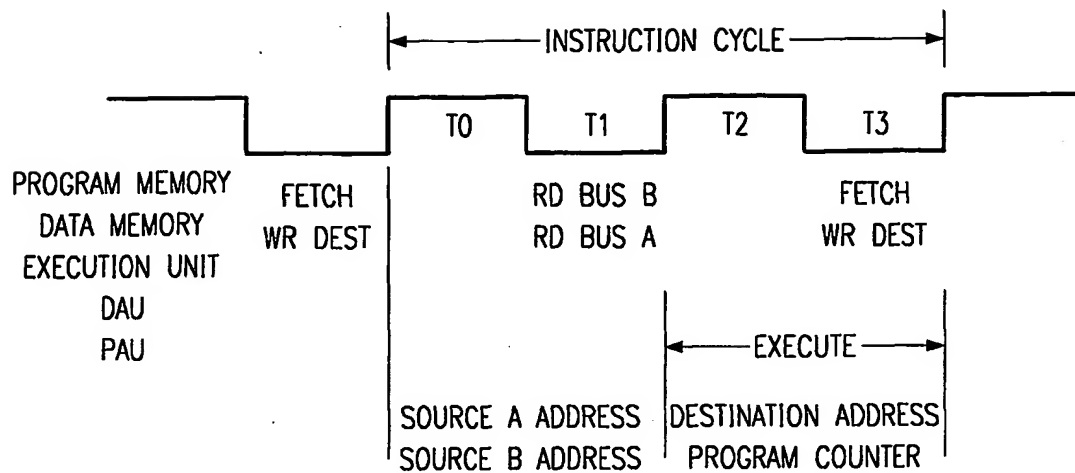 INSTRUCTION CYCLE
T0 T1 T2 T3
PROGRAM MEMORY FETCH RD BUS B FETCH
DATA MEMORY WR DEST RD BUS A WR DEST
EXECUTION UNIT
DAU
PAU
EXECUTE
SOURCE A ADDRESS DESTINATION ADDRESS
SOURCE B ADDRESS PROGRAM COUNTER